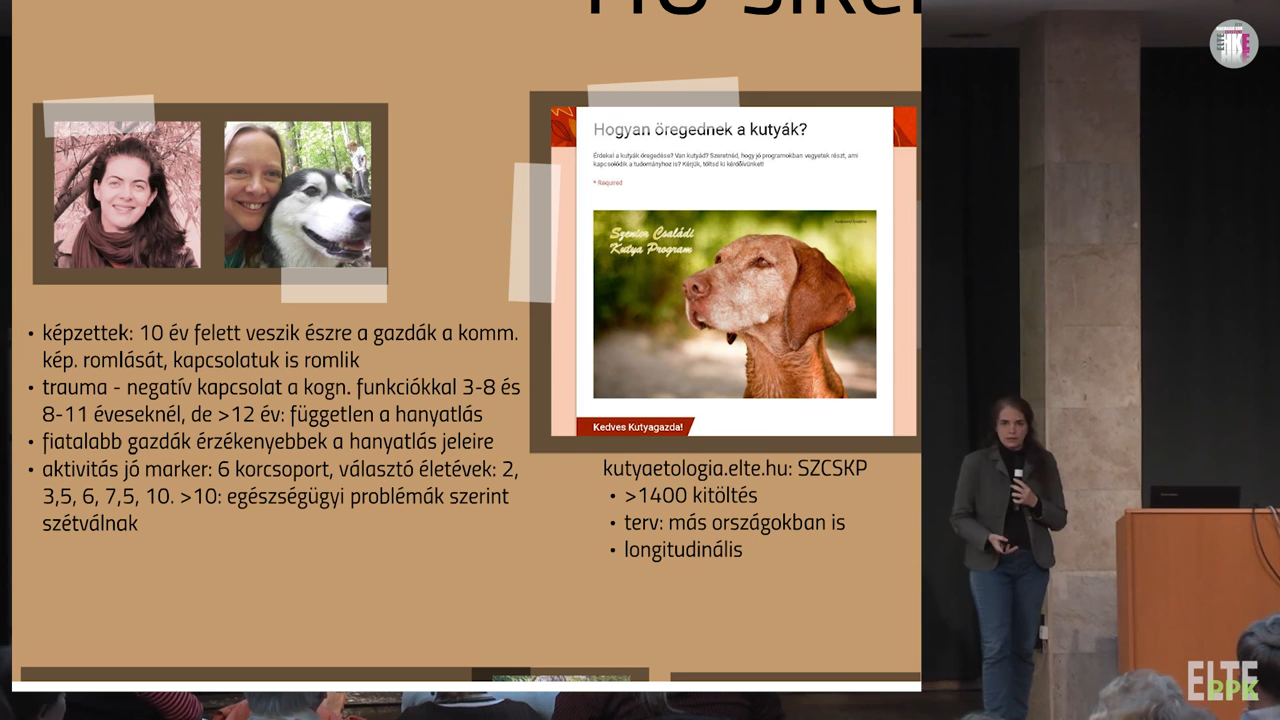 képzettek: 10 év felett veszik észre a gazdák a komm.
kép. romlását, kapcsolatuk is romlik
trauma - negatív kapcsolat a kogn. funkciókkal 3-8 és
8-11 éveseknél, de >12 év: független a hanyatlás
fiatalabb gazdák érzékenyebbek a hanyatlás jeleire
aktivitás jó marker: 6 korcsoport, választó életévek: 2,
3,5, 6, 7,5, 10. >10: egészségügyi problémák szerint
szétválnak
Hogyan öregednek a kutyák?
Érdekel a kutyák öregedése? Van kutyád? Szeretnéd, hogy jó programokban vegyetek részt, ami
kapcsolódik a tudományhoz is? Kérjük, töltsd ki kérdőívünket!
* Required
Szenior Családi
Kutya Program
Kedves Kutyagazda!
kutyaetologia.elte.hu: SZCSKP
>1400 kitöltés
terv: más országokban is
longitudinális
ELTE
PPK